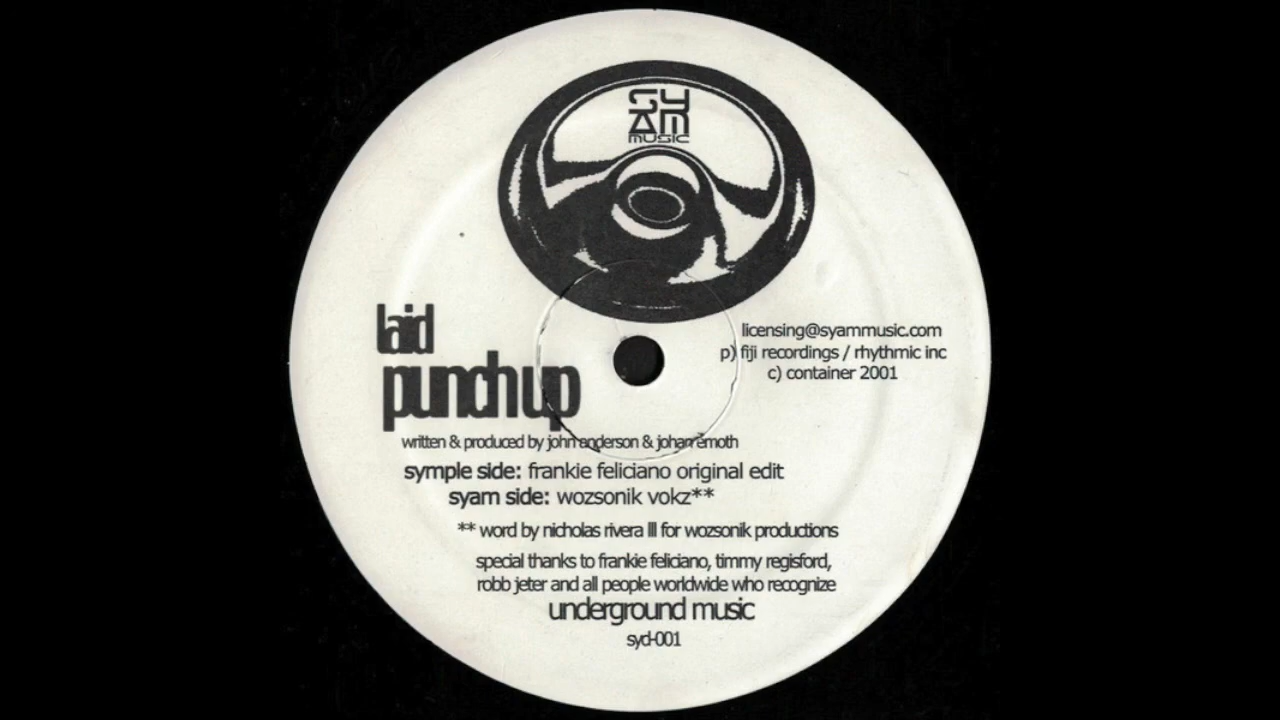 SY
AM
MUSIC
laid
punch up
licensing@syammusic.com
p) fiji recordings / rhythmic inc
c) container 2001
written & produced by john anderson & johan emoth
symple side: frankie feliciano original edit
syam side: wozsonik vokz**
** word by nicholas rivera III for wozsonik productions
special thanks to frankie feliciano, timmy regisford,
robb jeter and all people worldwide who recognize
underground music
syd-001